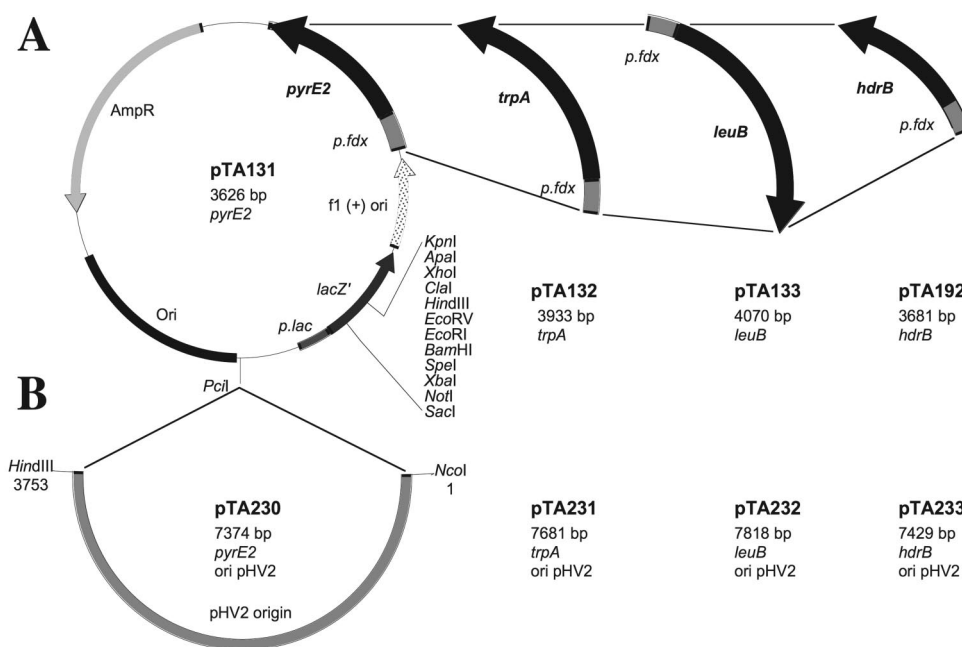 A
AmpR
pyrE2
p.fdx
pTA131
3626 bp
pyrE2
f1 (+) ori
lacZ'
p.lac
Ori
PciI
KpnI
ApaI
XhoI
ClaI
HindIII
EcoRV
EcoRI
BamHI
SpeI
XbaI
NotI
SacI
trpA
p.fdx
p.fdx
leuB
hdrB
p.fdx
pTA132
3933 bp
trpA
pTA133
4070 bp
leuB
pTA192
3681 bp
hdrB
B
HindIII
3753
NcoI
1
pTA230
7374 bp
pyrE2
ori pHV2
pHV2 origin
pTA231
7681 bp
trpA
ori pHV2
pTA232
7818 bp
leuB
ori pHV2
pTA233
7429 bp
hdrB
ori pHV2